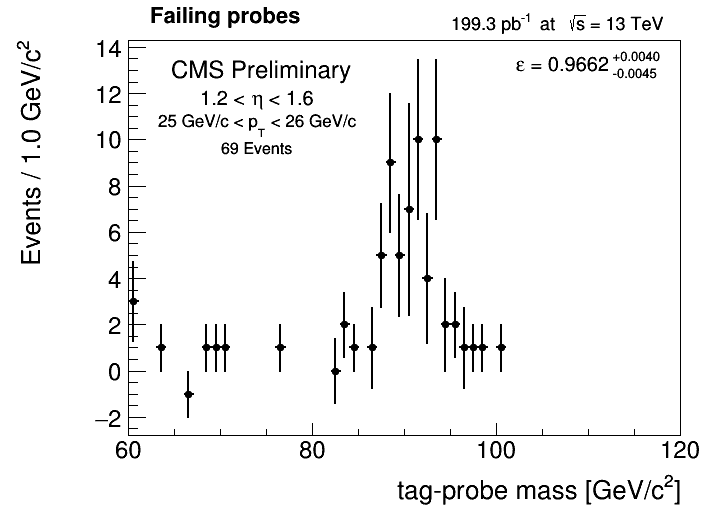 Failing probes
199.3 pb-1 at √s = 13 TeV
CMS Preliminary
1.2 < η < 1.6
25 GeV/c < pT < 26 GeV/c
69 Events
ε = 0.9662 +0.0040 -0.0045
Events / 1.0 GeV/c2
14
12
10
8
6
4
2
0
−2
60 80 100 120
tag-probe mass [GeV/c2]